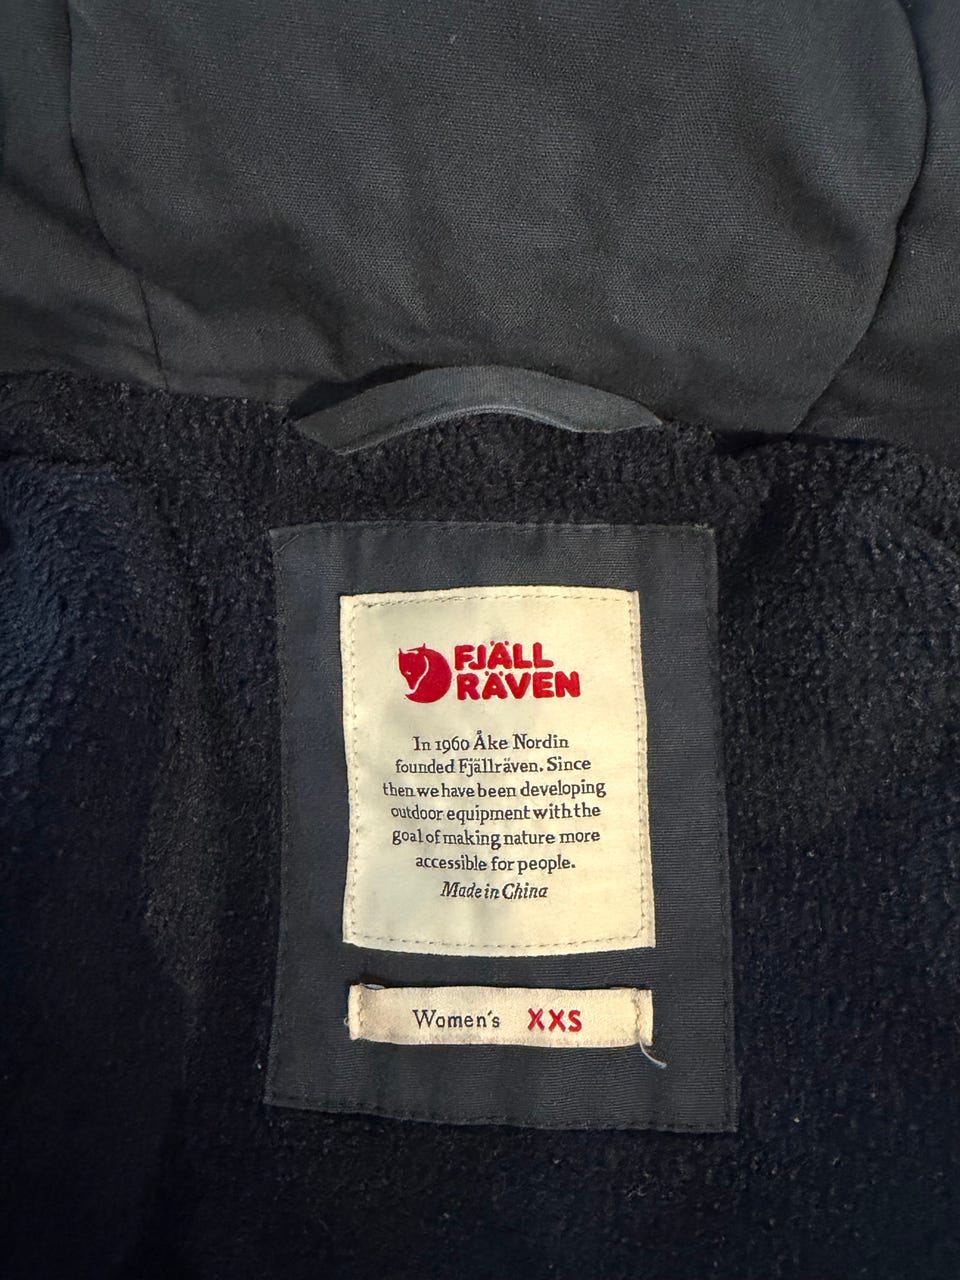 FJÄLL
RÄVEN
In 1960 Åke Nordin
founded Fjällräven. Since
then we have been developing
outdoor equipment with the
goal of making nature more
accessible for people.
Made in China
Women's XXS